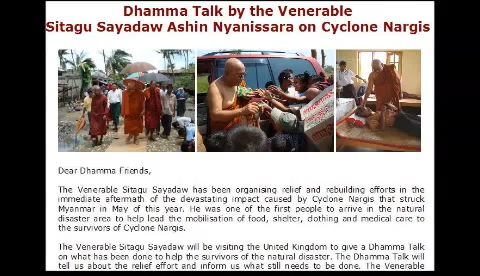 Dhamma Talk by the Venerable
Sitagu Sayadaw Ashin Nyanissara on Cyclone Nargis
Dear Dhamma Friends,
The Venerable Sitagu Sayadaw has been organising relief and rebuilding efforts in the
immediate aftermath of the devastating impact caused by Cyclone Nargis that struck
Myanmar in May of this year. He was one of the first people to arrive in the natural
disaster area to help lead the mobilisation of food, shelter, clothing and medical care to
the survivors of Cyclone Nargis.
The Venerable Sitagu Sayadaw will be visiting the United Kingdom to give a Dhamma Talk
on what has been done to help the survivors of the natural disaster. The Dhamma Talk will
tell us about the relief effort and inform us what still needs to be done. The Venerable